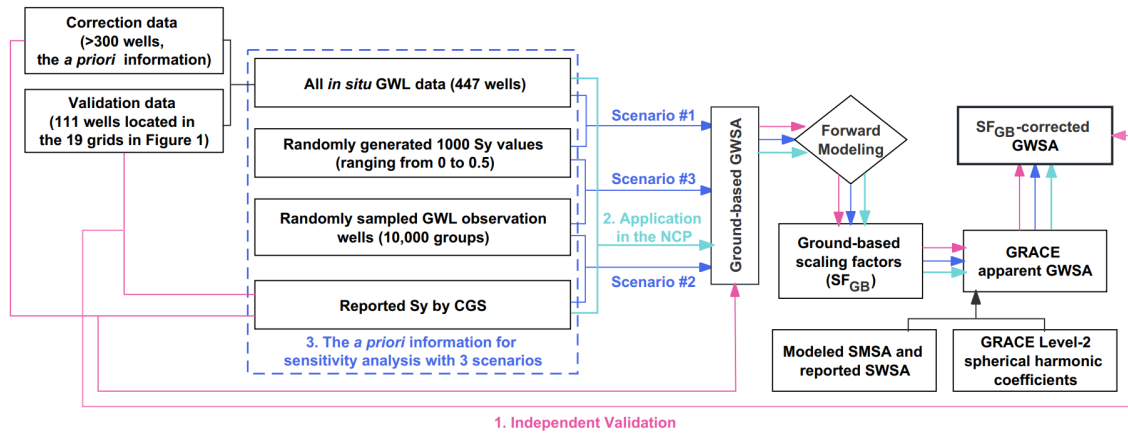 Correction data
(>300 wells,
the a priori information)
Validation data
(111 wells located in
the 19 grids in Figure 1)
All in situ GWL data (447 wells)
Randomly generated 1000 Sy values
(ranging from 0 to 0.5)
Randomly sampled GWL observation
wells (10,000 groups)
Reported Sy by CGS
3. The a priori information for
sensitivity analysis with 3 scenarios
Scenario #1
Scenario #3
2. Application
in the NCP
Scenario #2
Ground-based GWSA
Forward
Modeling
Ground-based
scaling factors
(SFGB)
SFGB-corrected
GWSA
GRACE
apparent GWSA
Modeled SMSA and
reported SWSA
GRACE Level-2
spherical harmonic
coefficients
1. Independent Validation